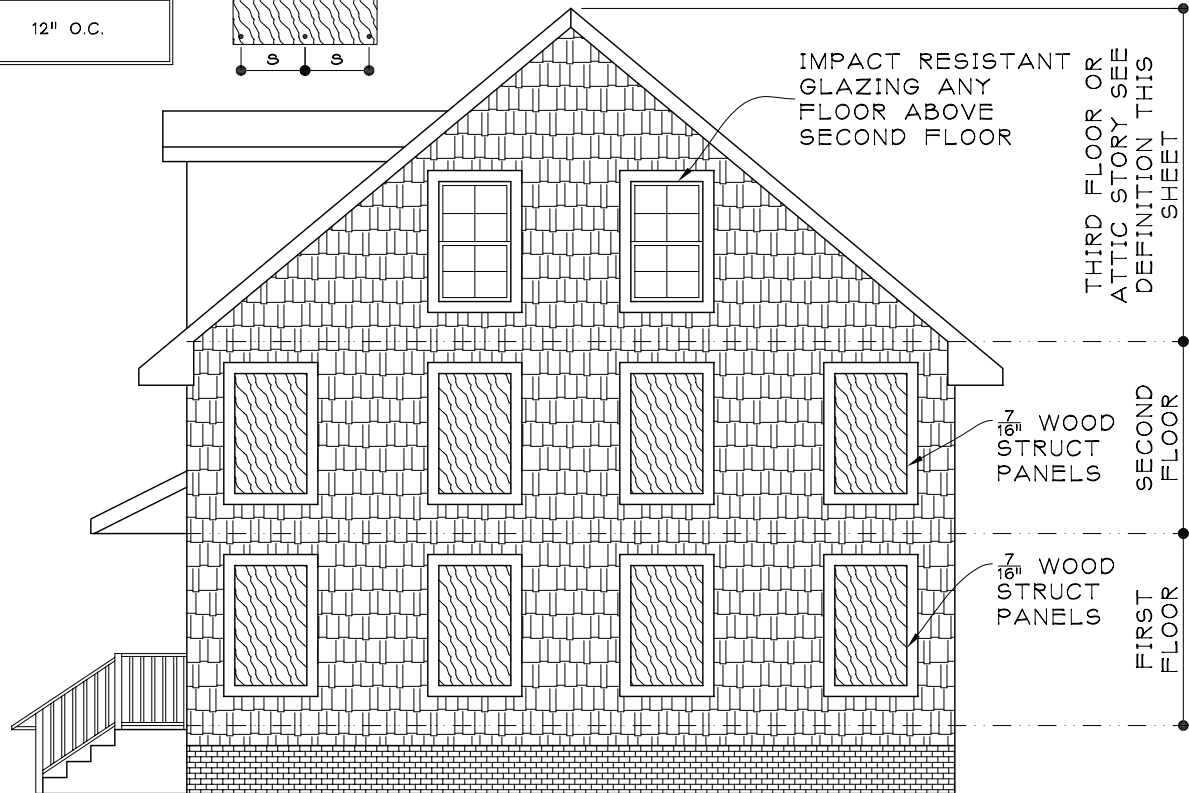 12" O.C.
S S
IMPACT RESISTANT
GLAZING ANY
FLOOR ABOVE
SECOND FLOOR
THIRD FLOOR OR
ATTIC STORY SEE
DEFINITION THIS
SHEET
7/16" WOOD
STRUCT
PANELS
SECOND
FLOOR
7/16" WOOD
STRUCT
PANELS
FIRST
FLOOR